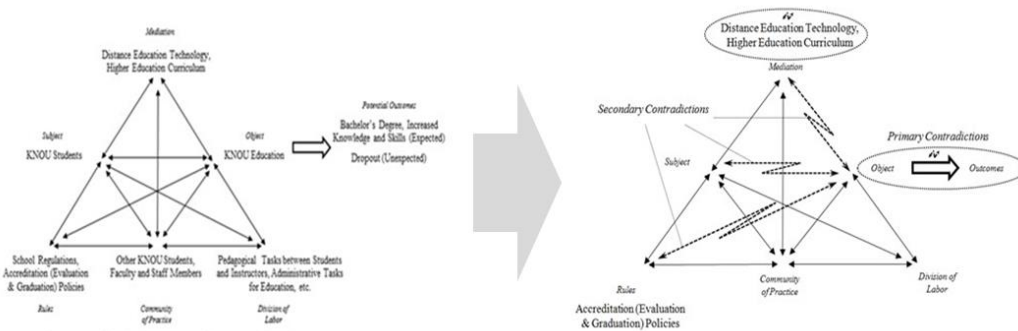 Mediation
Distance Education Technology,
Higher Education Curriculum
Subject
KNOU Students
Object
KNOU Education
Potential Outcomes
Bachelor's Degree, Increased
Knowledge and Skills (Expected)
Dropout (Unexpected)
School Regulations,
Accreditation (Evaluation
& Graduation) Policies
Rules
Other KNOU Students,
Faculty and Staff Members
Community
of Practice
Pedagogical Tasks between Students
and Instructors, Administrative Tasks
for Education, etc.
Division of
Labor
Distance Education Technology,
Higher Education Curriculum
Mediation
Secondary Contradictions
Primary Contradictions
Subject
Object
Outcomes
Rules
Accreditation (Evaluation
& Graduation) Policies
Community
of Practice
Division of
Labor